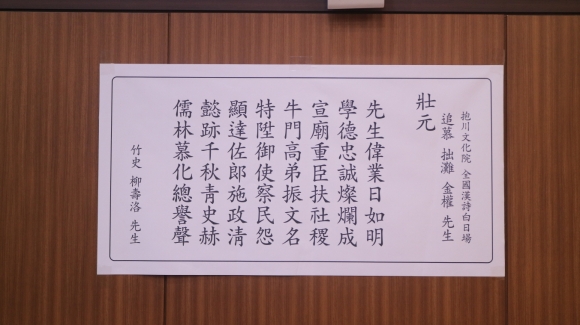 抱川文化院 全國漢詩白日場
追慕 拙灘 金權 先生
壯元
先生偉業日如明
學德忠誠燦爛成
宣廟重臣扶社稷
牛門高弟振文名
特陞御使察民怨
顯達佐郎施政淸
懿跡千秋靑史赫
儒林慕化總譽聲
竹史 柳壽洛 先生